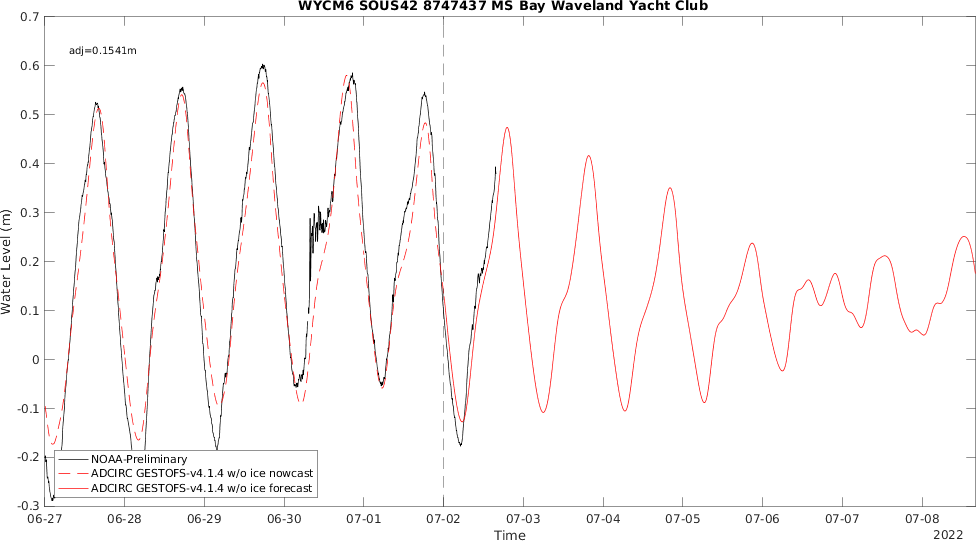 WYCM6 SOUS42 8747437 MS Bay Waveland Yacht Club
adj=0.1541m
0.7
0.6
0.5
0.4
0.3
0.2
0.1
0
-0.1
-0.2
-0.3
Water Level (m)
NOAA-Preliminary
ADCIRC GESTOFS-v4.1.4 w/o ice nowcast
ADCIRC GESTOFS-v4.1.4 w/o ice forecast
06-27 06-28 06-29 06-30 07-01 07-02 07-03 07-04 07-05 07-06 07-07 07-08
Time
2022